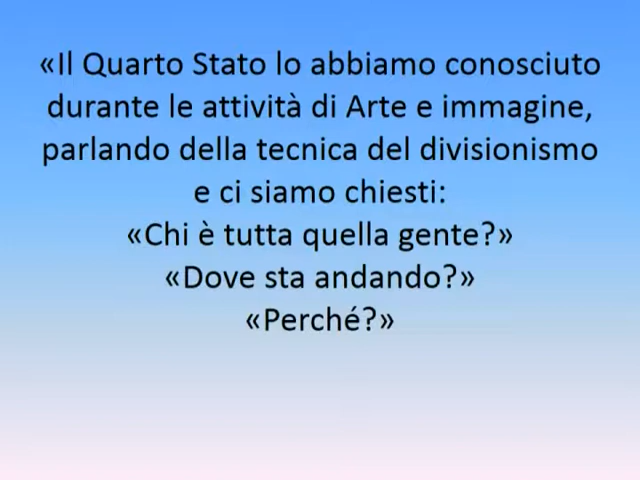 «Il Quarto Stato lo abbiamo conosciuto
durante le attività di Arte e immagine,
parlando della tecnica del divisionismo
e ci siamo chiesti:
«Chi è tutta quella gente?»
«Dove sta andando?»
«Perché?»